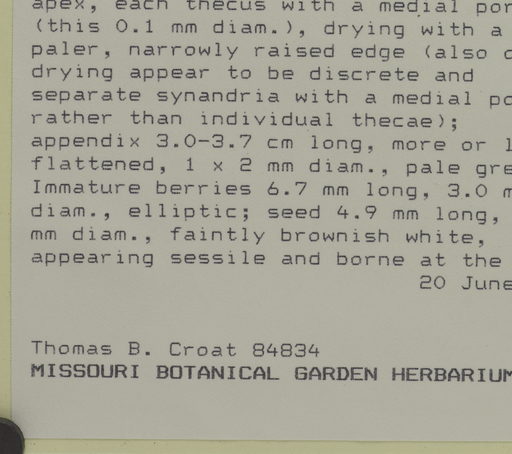 apex, each thecus with a medial por
(this 0.1 mm diam.), drying with a
paler, narrowly raised edge (also
drying appear to be discrete and
separate synandria with a medial po
rather than individual thecae);
appendix 3.0-3.7 cm long, more or l
flattened, 1 x 2 mm diam., pale gre
Immature berries 6.7 mm long, 3.0 m
diam., elliptic; seed 4.9 mm long,
mm diam., faintly brownish white,
appearing sessile and borne at the
20 June
Thomas B. Croat 84834
MISSOURI BOTANICAL GARDEN HERBARIUM